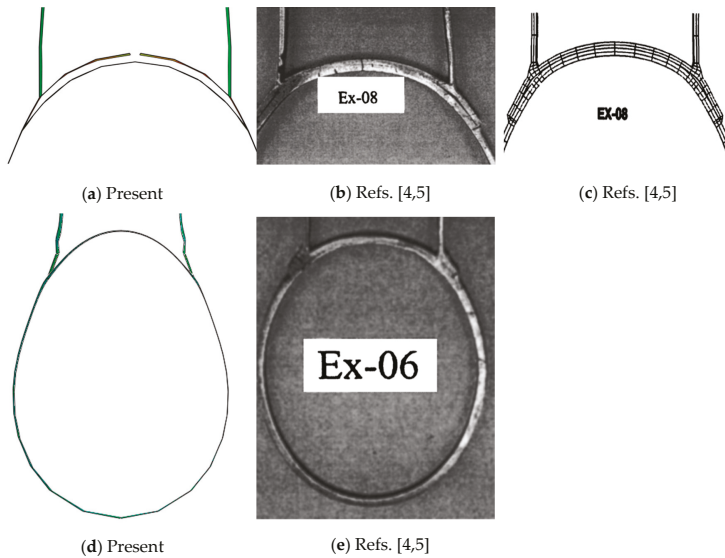 Ex-08
EX-08
(a) Present
(b) Refs. [4,5]
(c) Refs. [4,5]
Ex-06
(d) Present
(e) Refs. [4,5]